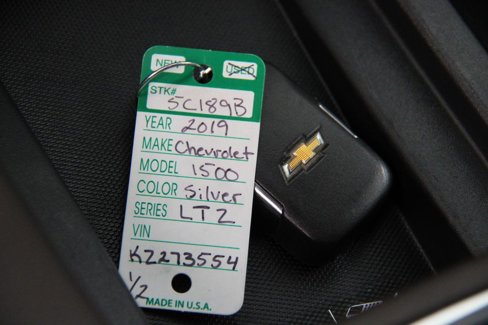 NEW USED
STK# 5C189B
YEAR 2019
MAKE Chevrolet
MODEL 1500
COLOR Silver
SERIES LTZ
VIN
KZ273554
1/2
MADE IN U.S.A.